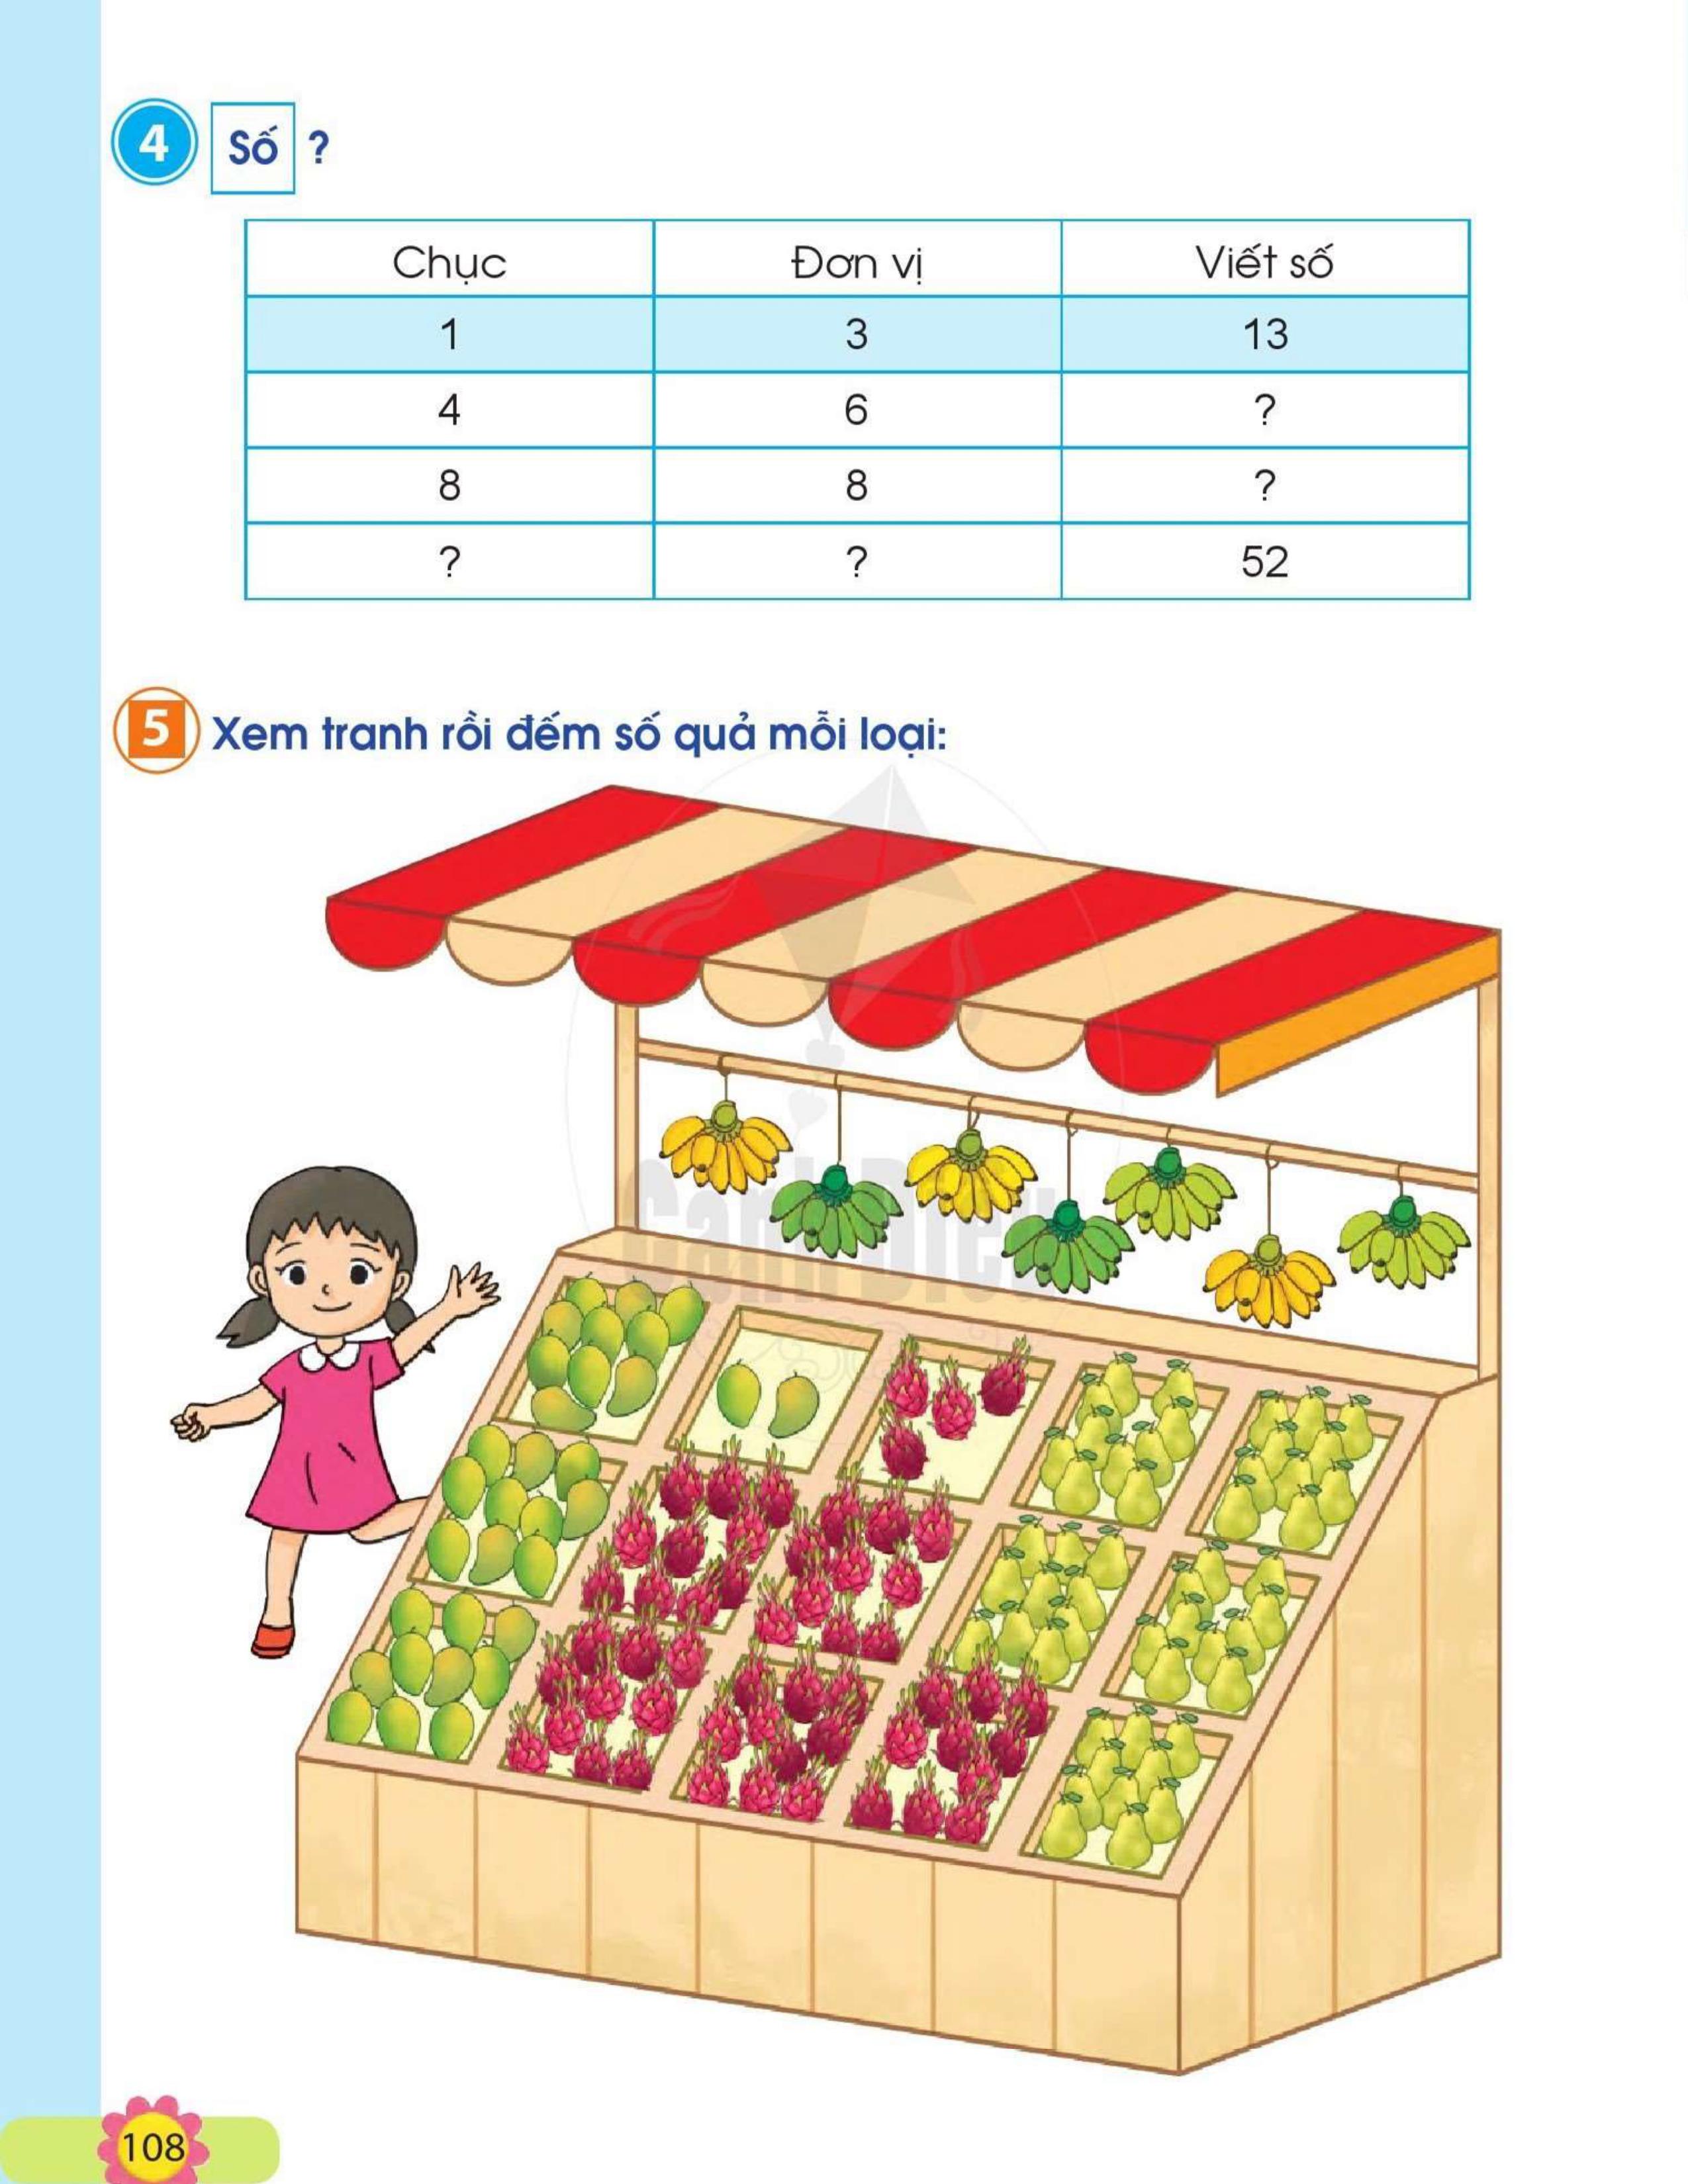 4 Số ?
Chục Đơn vị Viết số
1 3 13
4 6 ?
8 8 ?
? ? 52
5 Xem tranh rồi đếm số quả mỗi loại:
Cánh Diều
108